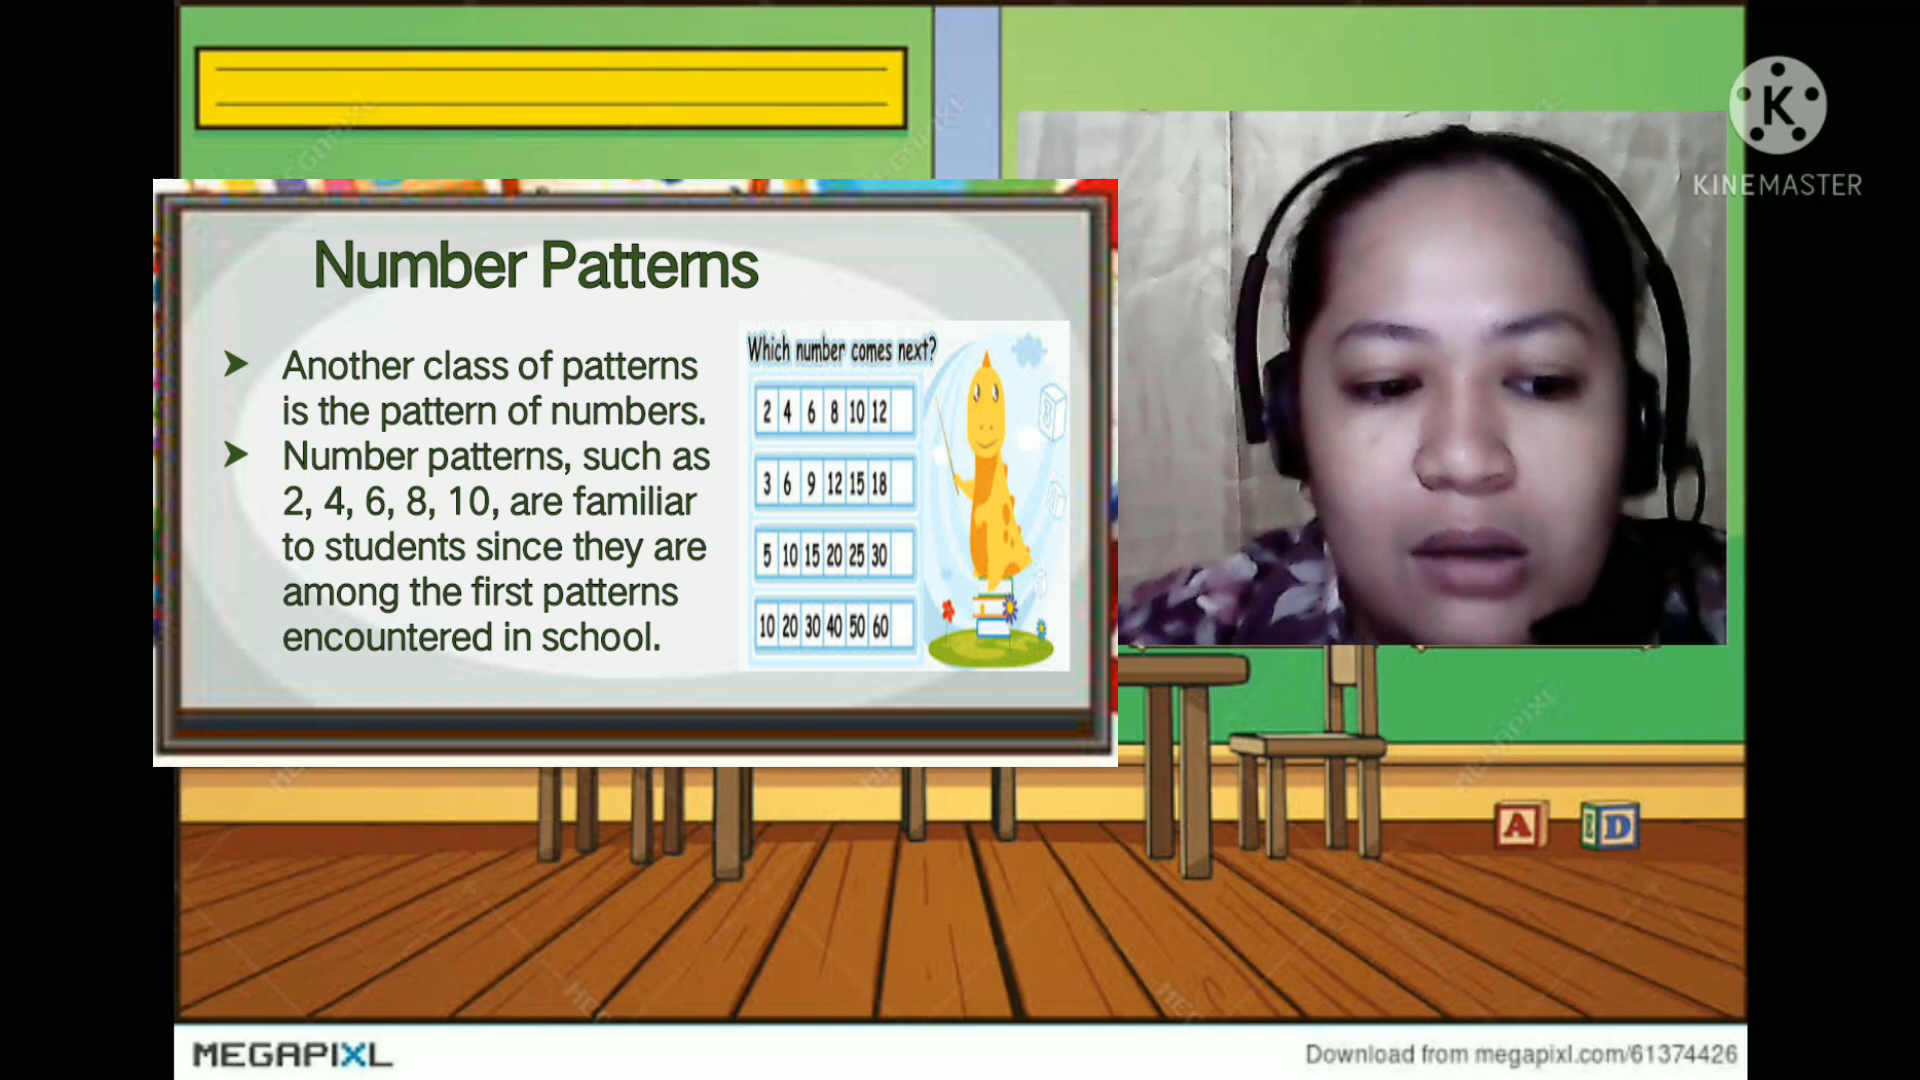 K
KINEMASTER
Number Patterns
Another class of patterns
is the pattern of numbers.
Number patterns, such as
2, 4, 6, 8, 10, are familiar
to students since they are
among the first patterns
encountered in school.
Which number comes next?
2 4 6 8 10 12
3 6 9 12 15 18
5 10 15 20 25 30
10 20 30 40 50 60
A
D
MEGAPIXL
Download from megapixl.com/61374426